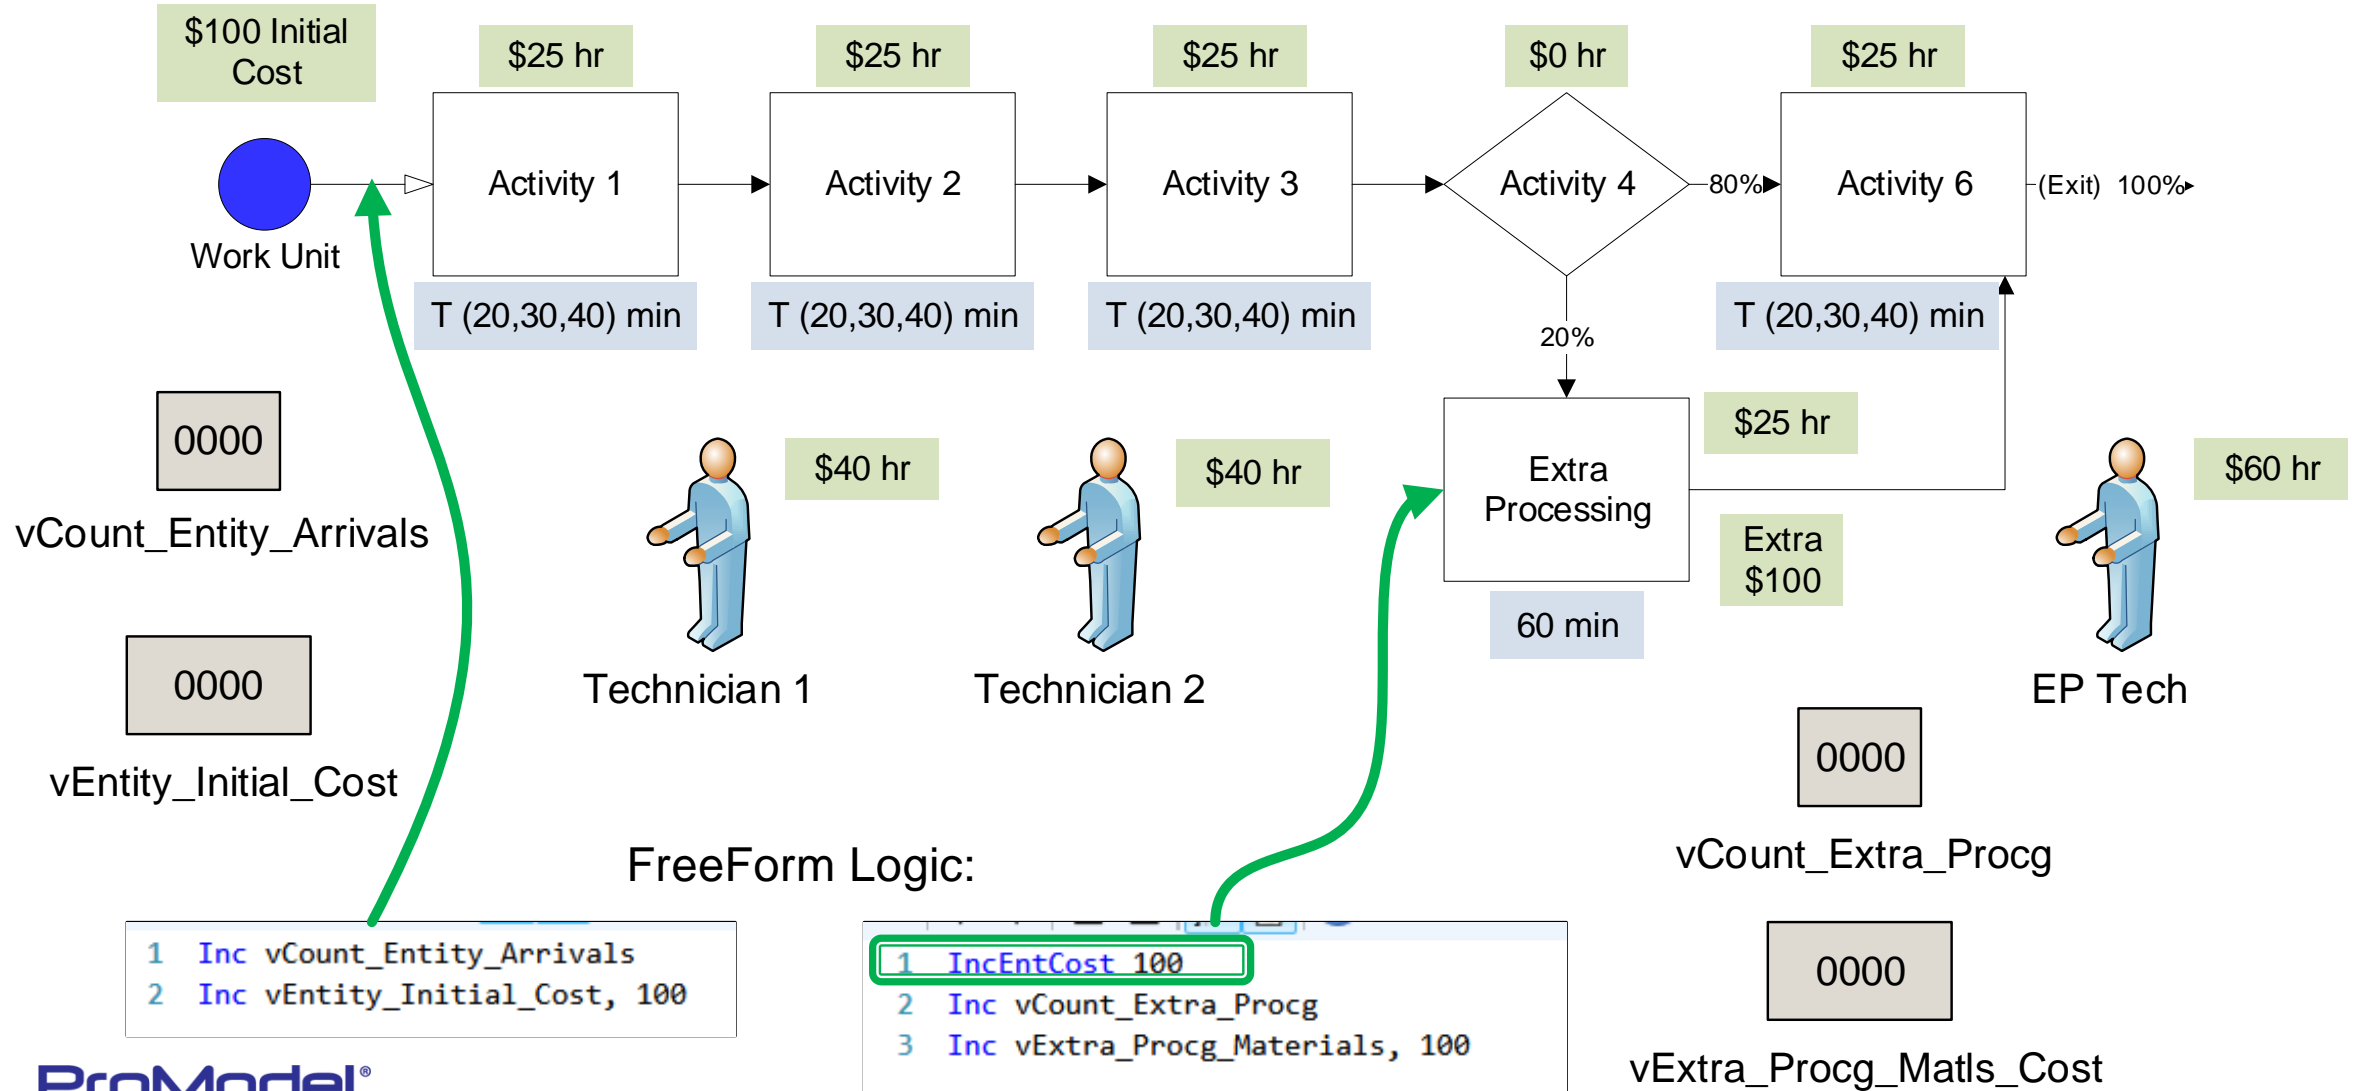 $100 Initial
Cost
$25 hr
$25 hr
$25 hr
$0 hr
$25 hr
Activity 1
Activity 2
Activity 3
Activity 4
80%
Activity 6
(Exit) 100%
Work Unit
T (20,30,40) min
T (20,30,40) min
T (20,30,40) min
T (20,30,40) min
20%
0000
vCount_Entity_Arrivals
$40 hr
$40 hr
Extra
Processing
$25 hr
$60 hr
Extra
$100
60 min
0000
vEntity_Initial_Cost
Technician 1
Technician 2
EP Tech
0000
vCount_Extra_Procg
FreeForm Logic:
1 Inc vCount_Entity_Arrivals
2 Inc vEntity_Initial_Cost, 100
1 IncEntCost 100
2 Inc vCount_Extra_Procg
3 Inc vExtra_Procg_Materials, 100
0000
vExtra_Procg_Matls_Cost
ProModel®